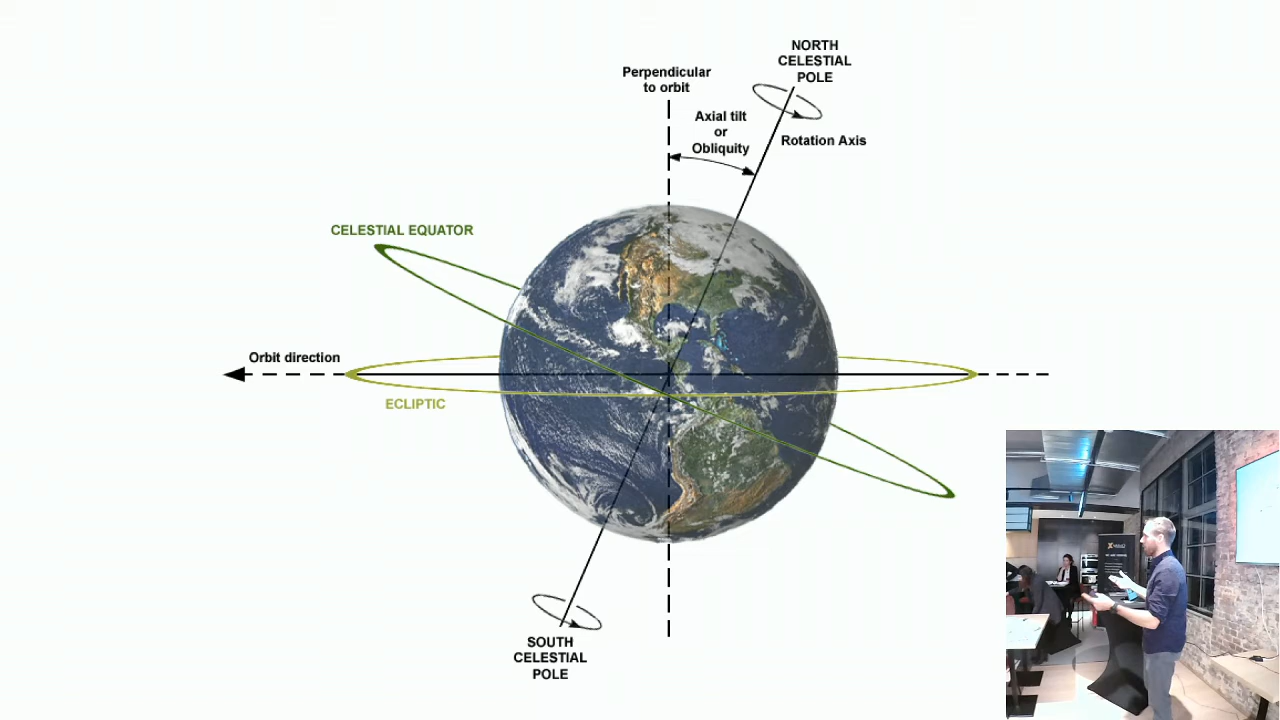 NORTH
CELESTIAL
POLE
Perpendicular
to orbit
Axial tilt
or
Obliquity
Rotation Axis
CELESTIAL EQUATOR
Orbit direction
ECLIPTIC
SOUTH
CELESTIAL
POLE